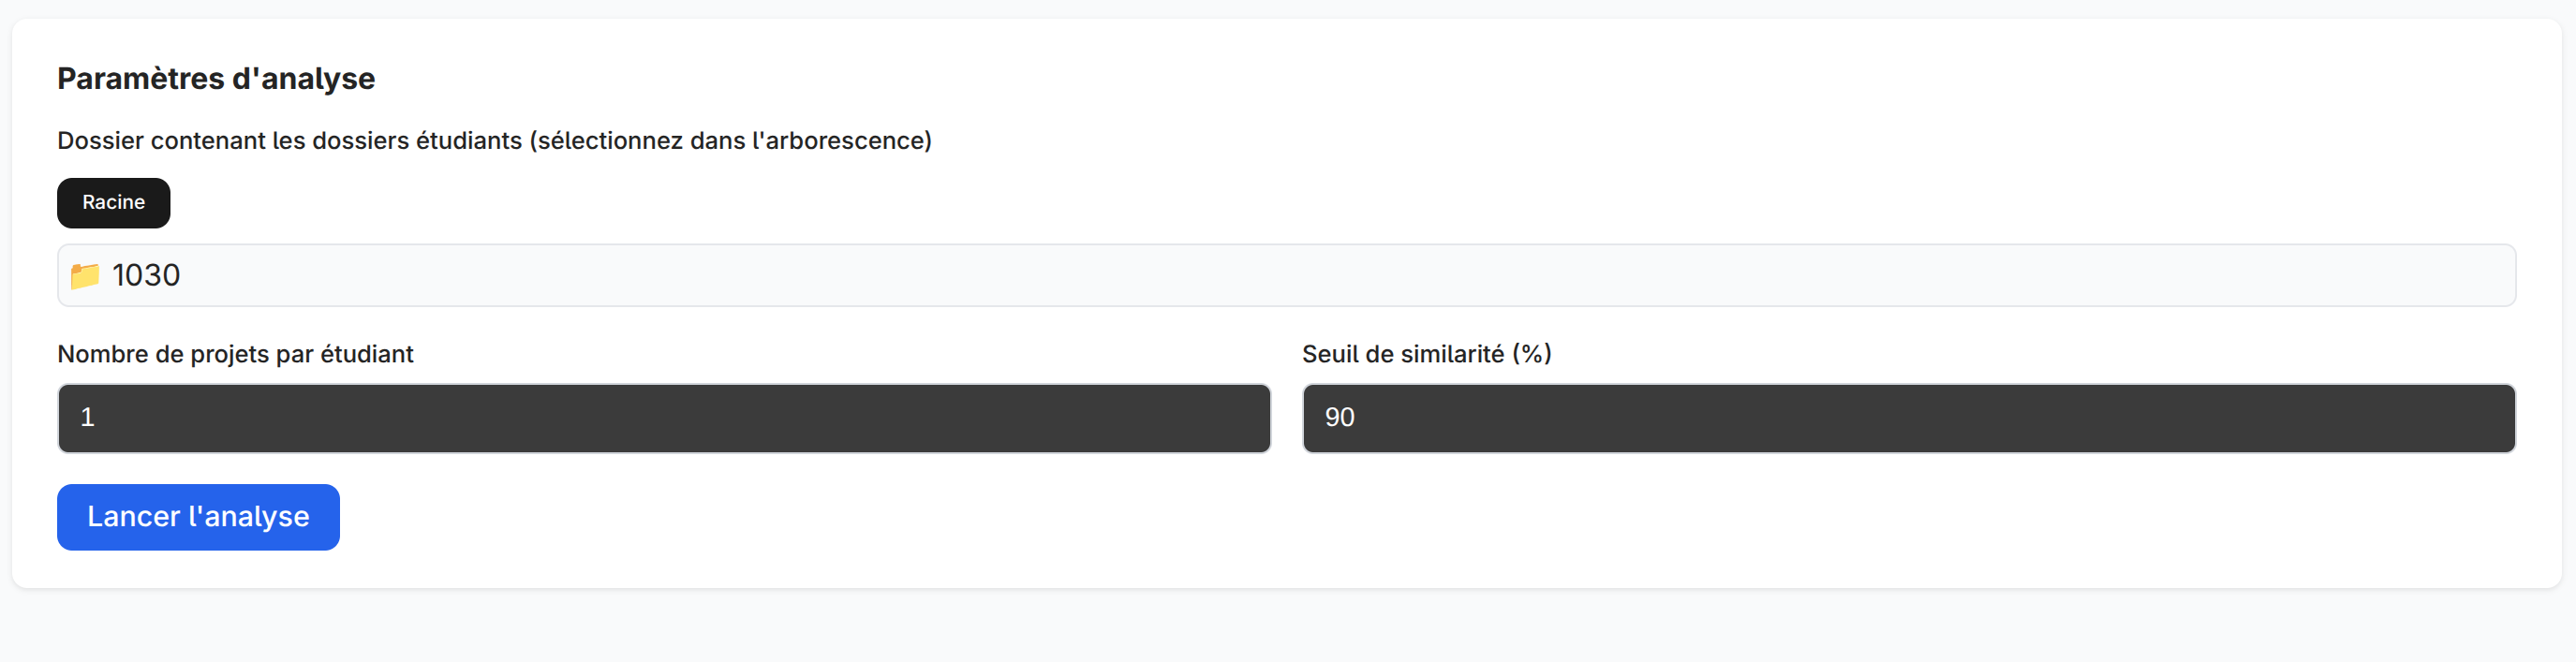 Paramètres d'analyse
Dossier contenant les dossiers étudiants (sélectionnez dans l'arborescence)
Racine
1030
Nombre de projets par étudiant
Seuil de similarité (%)
1
90
Lancer l'analyse